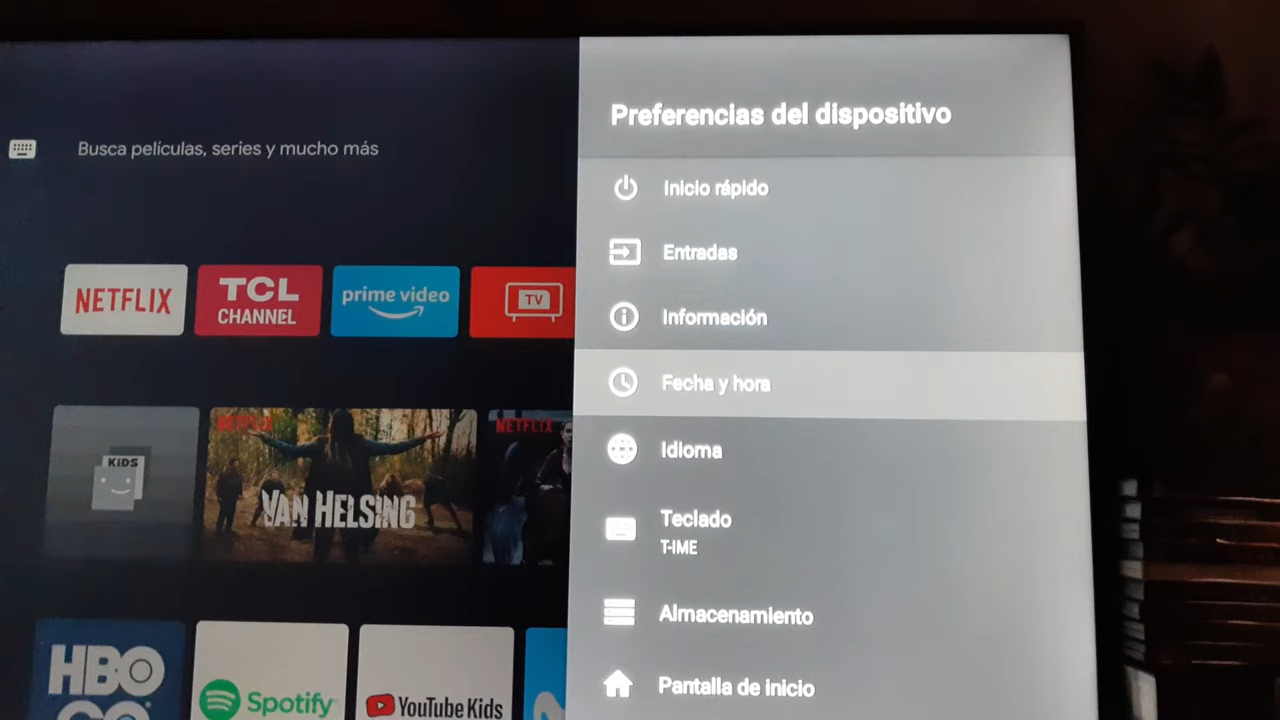 Busca películas, series y mucho más
NETFLIX
TCL
CHANNEL
prime video
TV
KiDS
NETFLIX
VAN HELSING
NETFLIX
HBO
GO
Spotify
YouTube Kids
Preferencias del dispositivo
Inicio rápido
Entradas
Información
Fecha y hora
Idioma
Teclado
T-IME
Almacenamiento
Pantalla de inicio